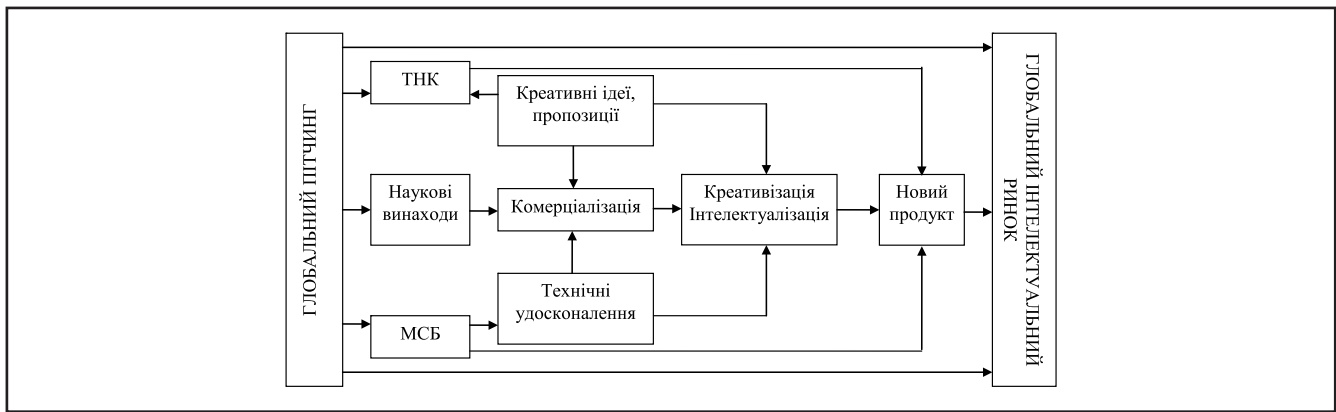 ГЛОБАЛЬНИЙ ПІТЧИНГ
ТНК
Креативні ідеї,
пропозиції
Наукові
винаходи
Комерціалізація
Креативізація
Інтелектуалізація
Новий
продукт
Технічні
удосконалення
МСБ
ГЛОБАЛЬНИЙ ІНТЕЛЕКТУАЛЬНИЙ
РИНОК